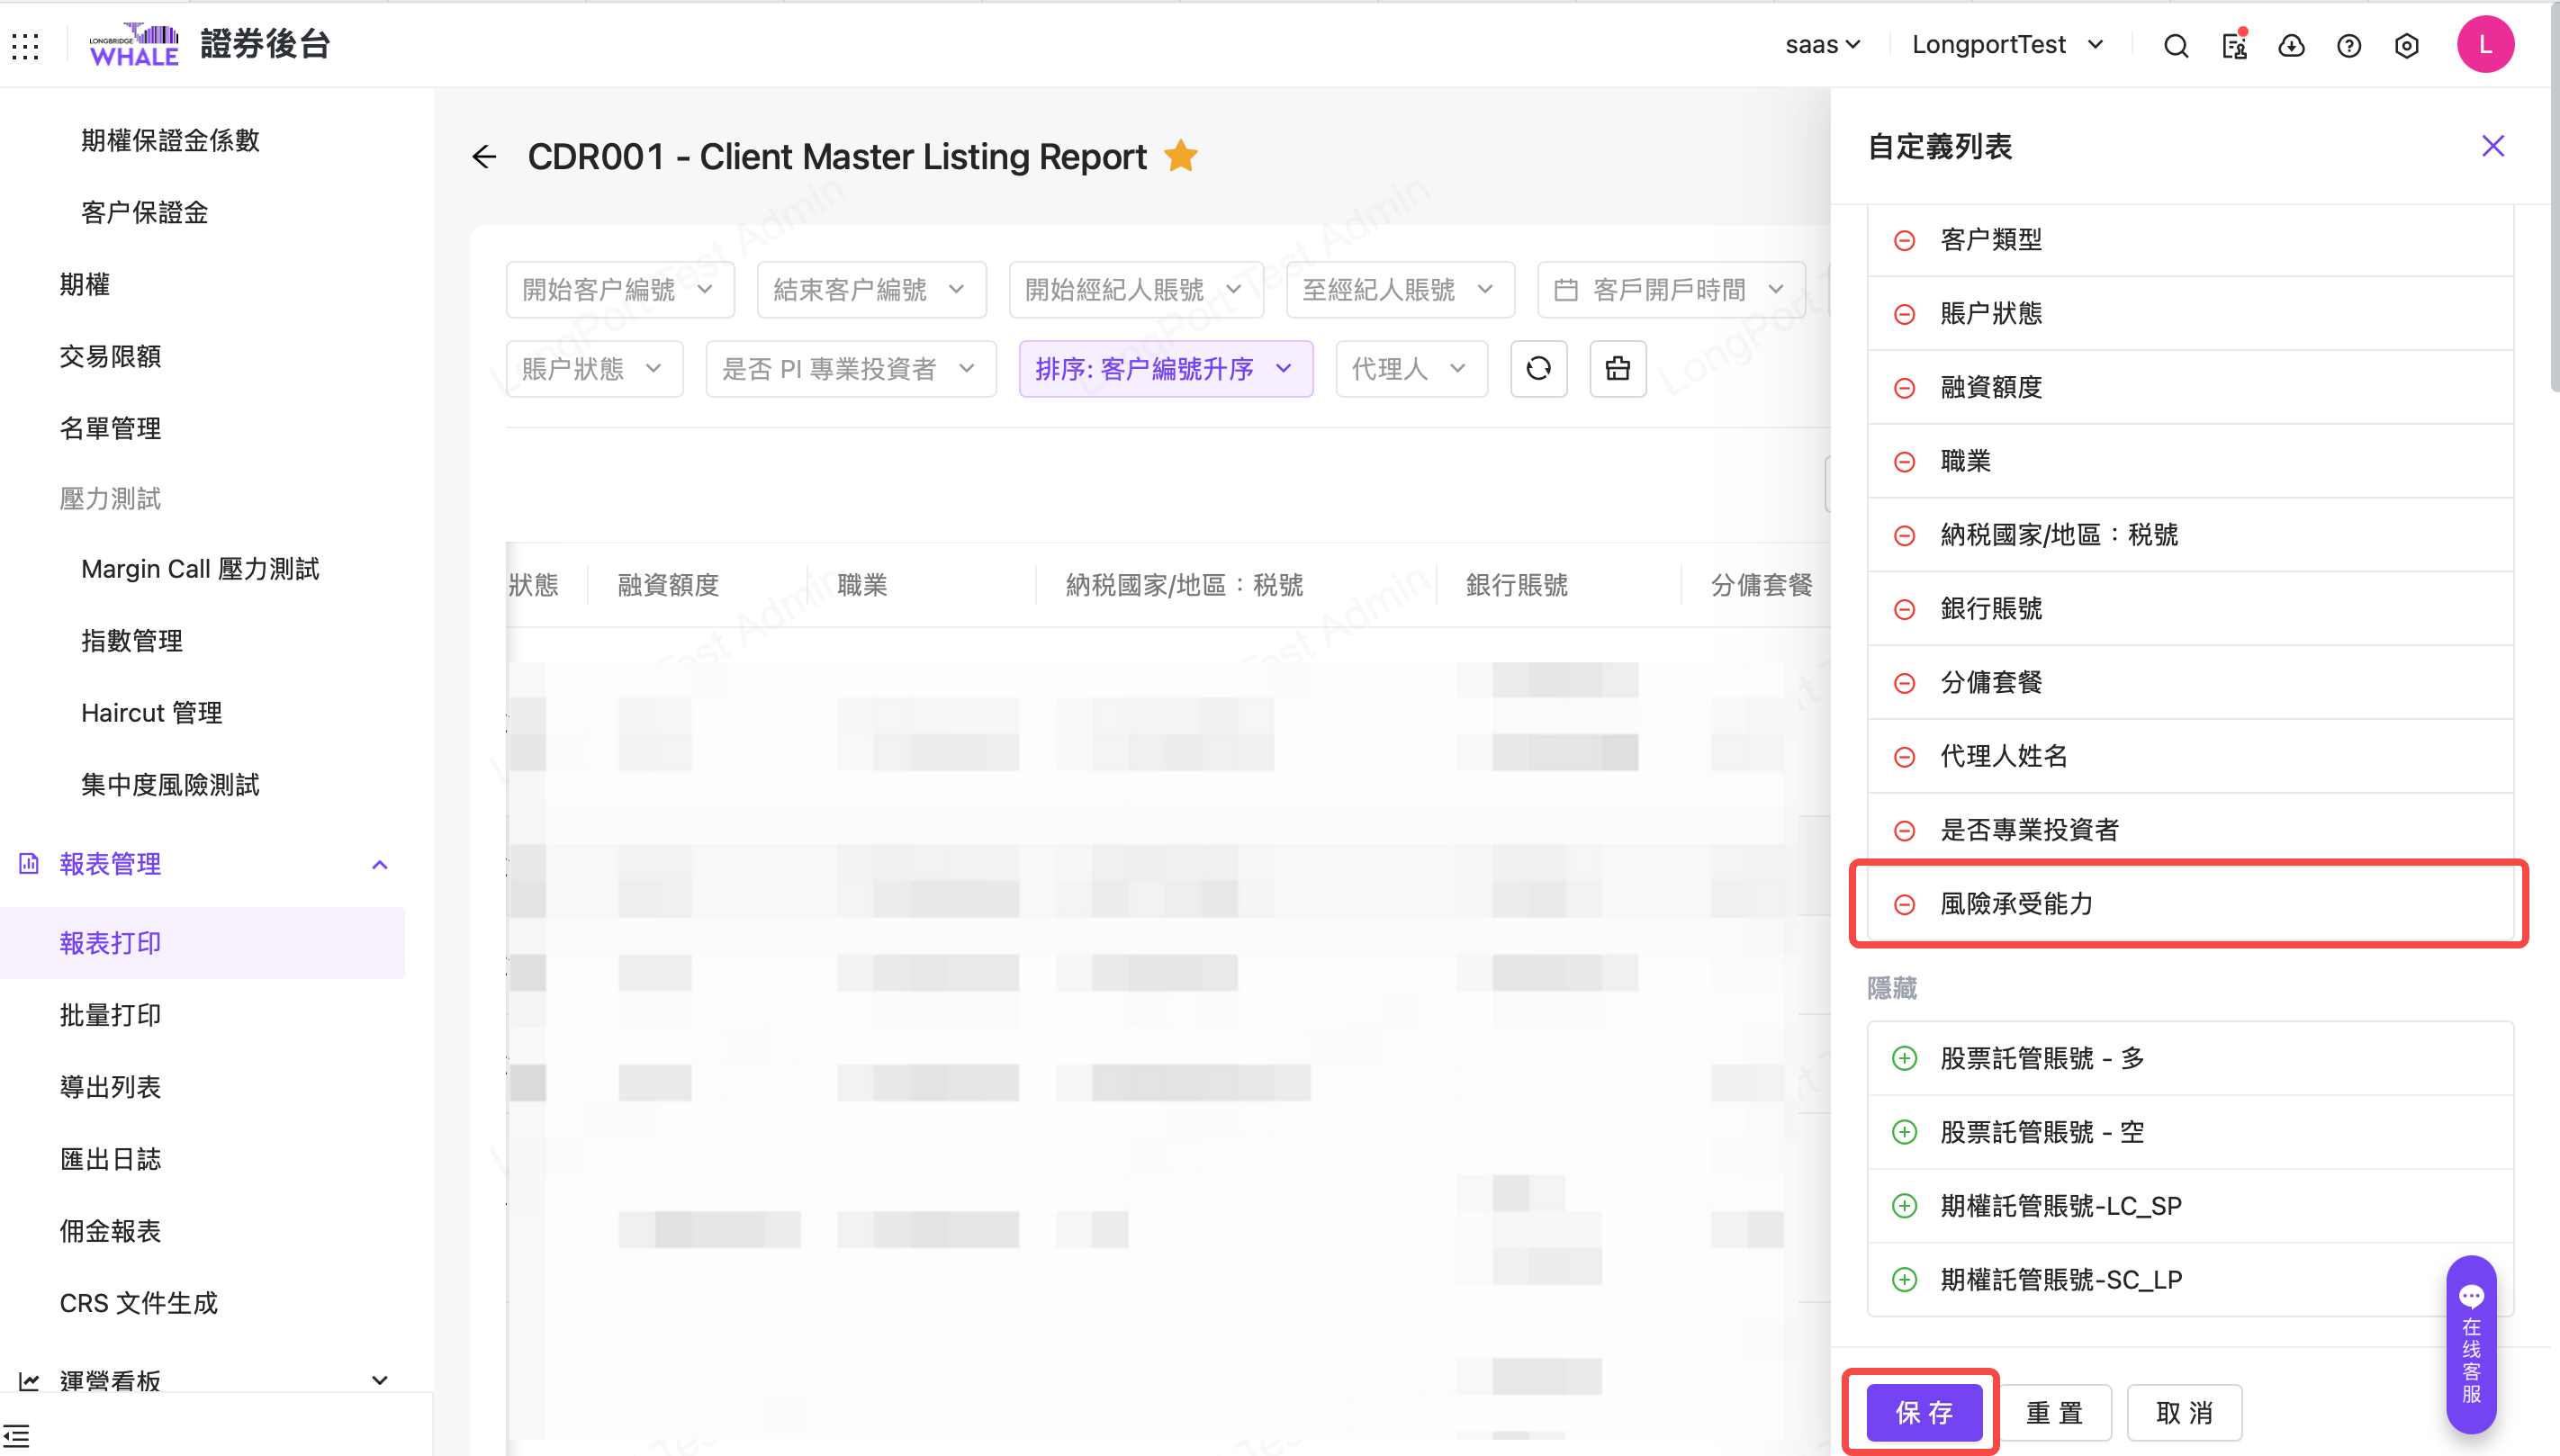 LONGBRIDGE
WHALE
證券後台
saas
LongportTest
L
期權保證金係數
客户保證金
期權
交易限額
名單管理
壓力測試
Margin Call 壓力測試
指數管理
Haircut 管理
集中度風險測試
報表管理
報表打印
批量打印
導出列表
匯出日誌
佣金報表
CRS 文件生成
運營看板
CDR001 - Client Master Listing Report
開始客户編號
結束客户編號
開始經紀人賬號
至經紀人賬號
客戶開戶時間
賬户狀態
是否 PI 專業投資者
排序: 客户編號升序
代理人
狀態
融資額度
職業
納税國家/地區：税號
銀行賬號
分傭套餐
LongPort Test Admin
LongPort Test Admin
自定義列表
客户類型
賬户狀態
融資額度
職業
納税國家/地區：税號
銀行賬號
分傭套餐
代理人姓名
是否專業投資者
風險承受能力
隱藏
股票託管賬號 - 多
股票託管賬號 - 空
期權託管賬號-LC_SP
期權託管賬號-SC_LP
保 存
重 置
取 消
在线客服